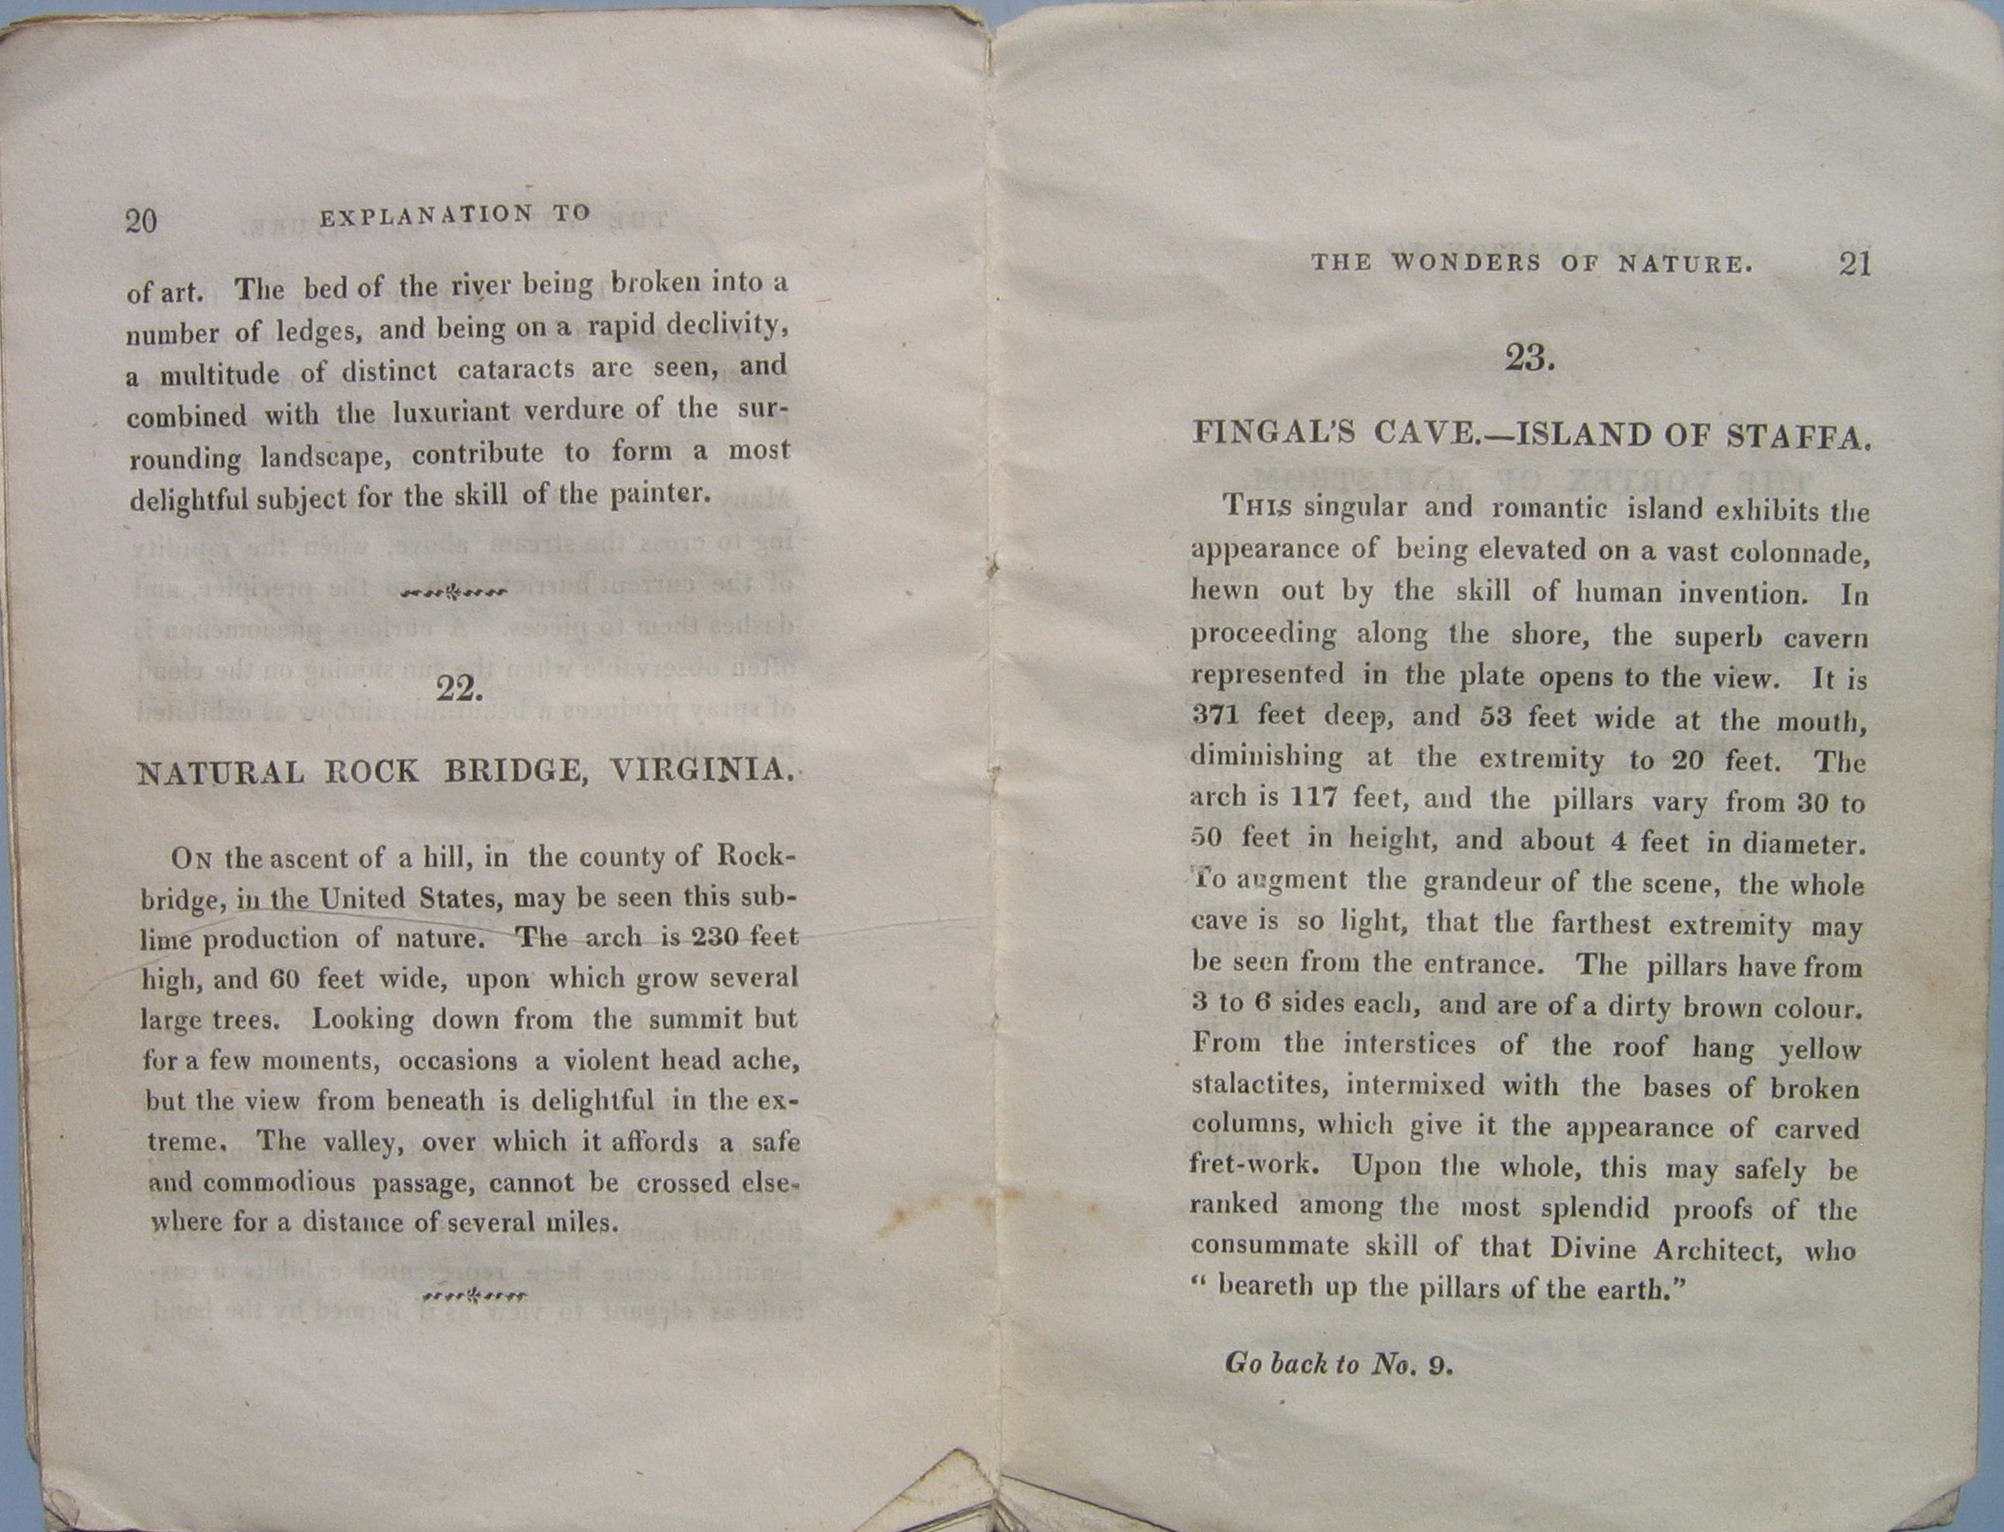 20 EXPLANATION TO
of art. The bed of the river being broken into a
number of ledges, and being on a rapid declivity,
a multitude of distinct cataracts are seen, and
combined with the luxuriant verdure of the sur-
rounding landscape, contribute to form a most
delightful subject for the skill of the painter.
22.
NATURAL ROCK BRIDGE, VIRGINIA.
ON the ascent of a hill, in the county of Rock-
bridge, in the United States, may be seen this sub-
lime production of nature. The arch is 230 feet
high, and 60 feet wide, upon which grow several
large trees. Looking down from the summit but
for a few moments, occasions a violent head ache,
but the view from beneath is delightful in the ex-
treme. The valley, over which it affords a safe
and commodious passage, cannot be crossed else-
where for a distance of several miles.
THE WONDERS OF NATURE. 21
23.
FINGAL'S CAVE.—ISLAND OF STAFFA.
THIS singular and romantic island exhibits the
appearance of being elevated on a vast colonnade,
hewn out by the skill of human invention. In
proceeding along the shore, the superb cavern
represented in the plate opens to the view. It is
371 feet deep, and 53 feet wide at the mouth,
diminishing at the extremity to 20 feet. The
arch is 117 feet, and the pillars vary from 30 to
50 feet in height, and about 4 feet in diameter.
To augment the grandeur of the scene, the whole
cave is so light, that the farthest extremity may
be seen from the entrance. The pillars have from
3 to 6 sides each, and are of a dirty brown colour.
From the interstices of the roof hang yellow
stalactites, intermixed with the bases of broken
columns, which give it the appearance of carved
fret-work. Upon the whole, this may safely be
ranked among the most splendid proofs of the
consummate skill of that Divine Architect, who
“ beareth up the pillars of the earth.”
Go back to No. 9.